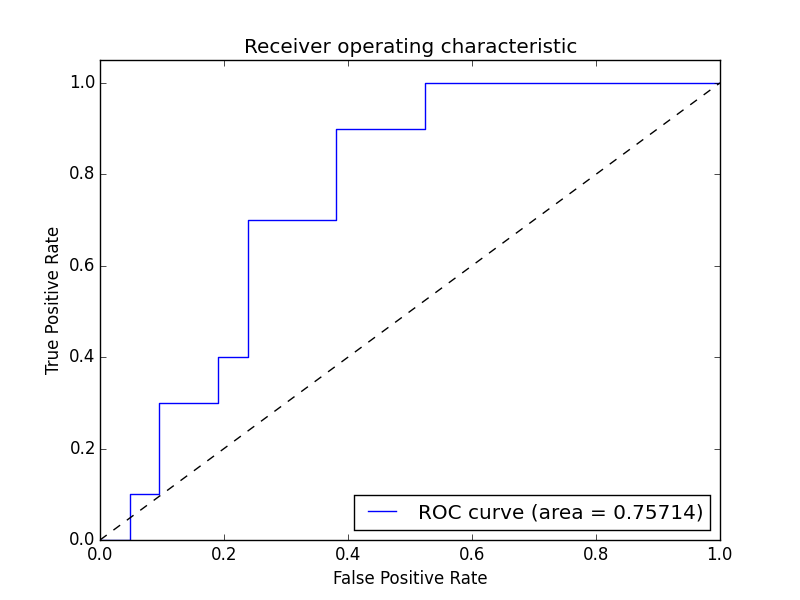 Receiver operating characteristic
1.0
0.8
0.6
0.4
0.2
0.0
True Positive Rate
ROC curve (area = 0.75714)
0.0 0.2 0.4 0.6 0.8 1.0
False Positive Rate